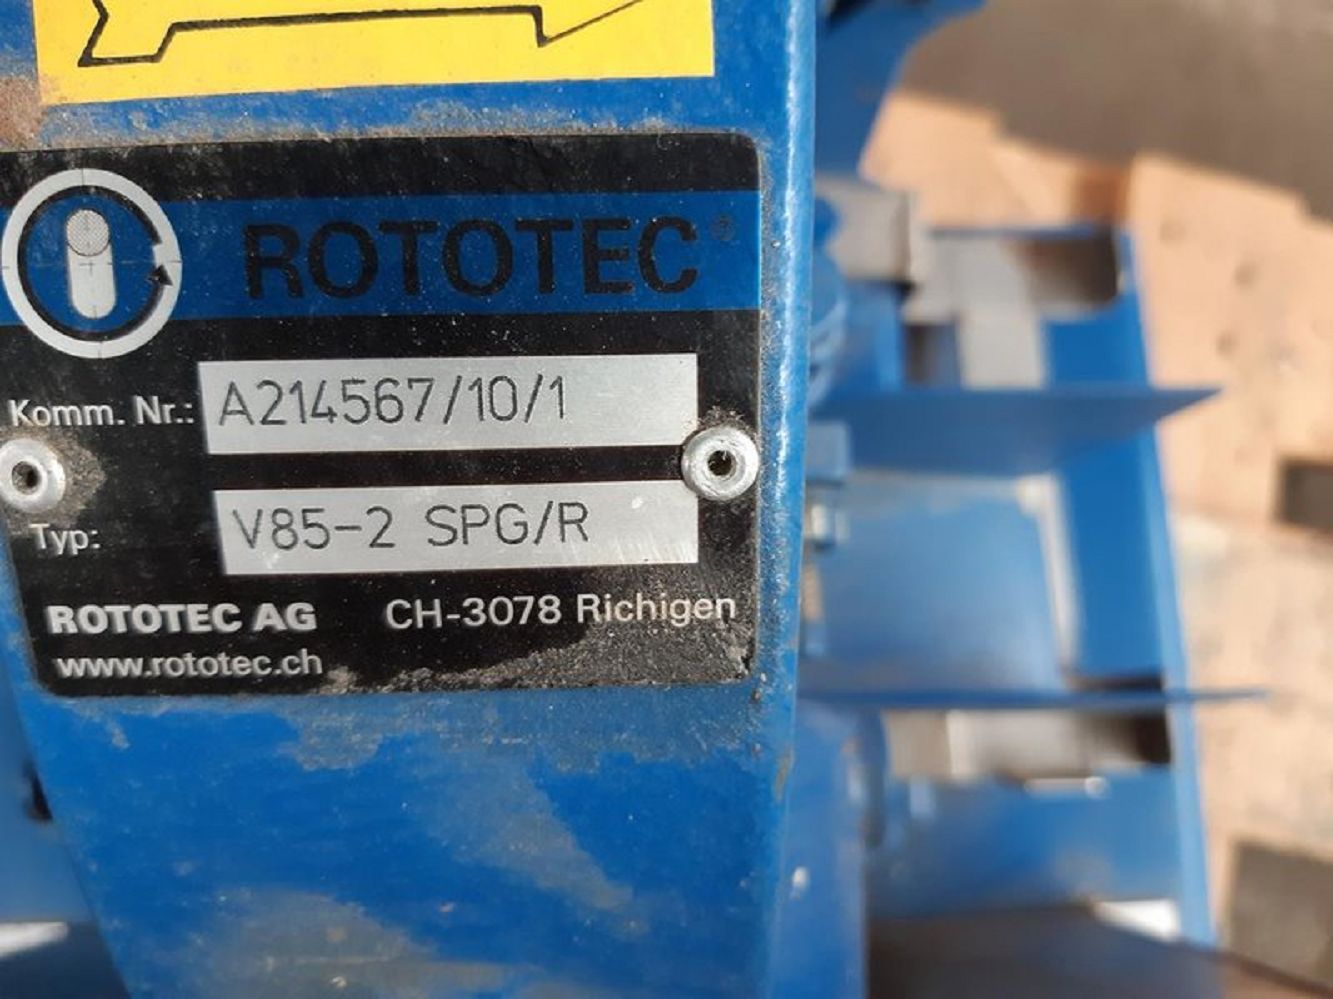 ROTOTEC®
Komm. Nr.: A214567/10/1
Typ: V85-2 SPG/R
ROTOTEC AG CH-3078 Richigen
www.rototec.ch